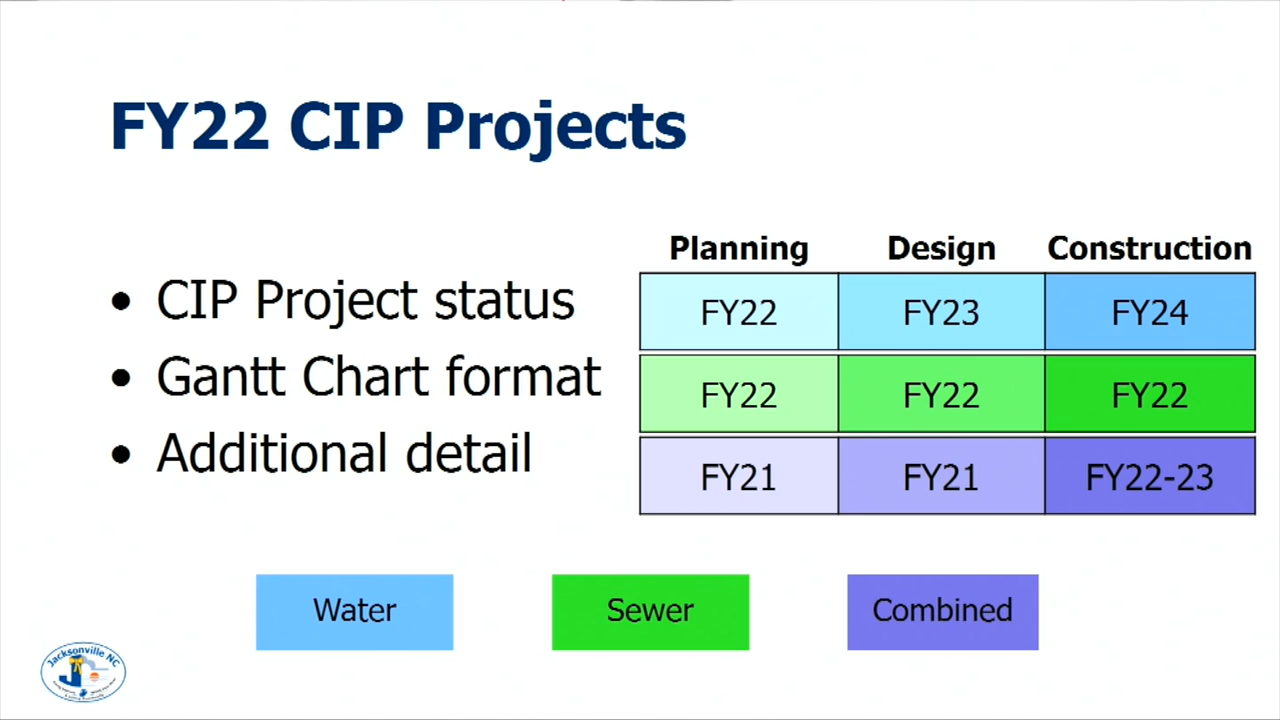 FY22 CIP Projects
• CIP Project status
• Gantt Chart format
• Additional detail
Planning Design Construction
FY22 FY23 FY24
FY22 FY22 FY22
FY21 FY21 FY22-23
Water Sewer Combined
Jacksonville NC